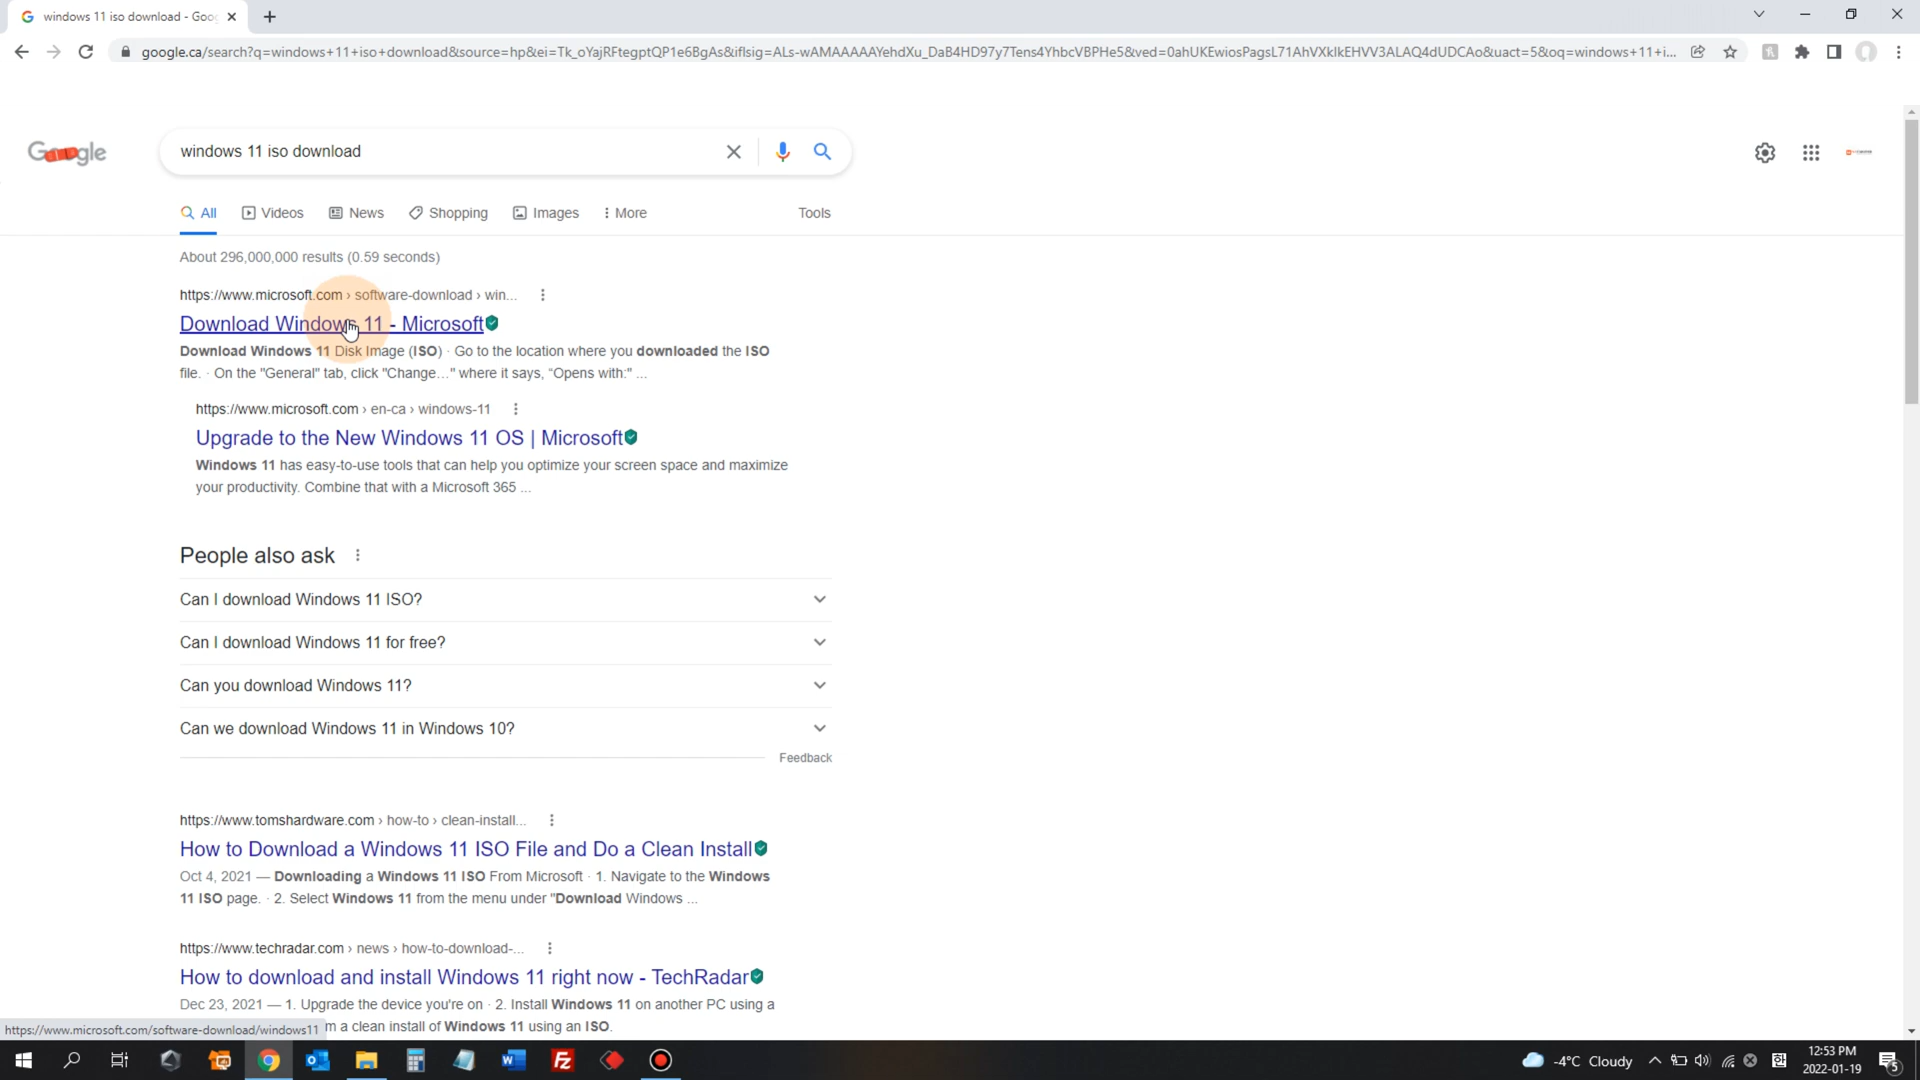 windows 11 iso download - Goo
google.ca/search?q=windows+11+iso+download&source=hp&ei=Tk_oYajRFtegptQP1e6BgAs&iflsig=ALs-wAMAAAAAYehdXu_DaB4HD97y7Tens4YhbcVBPHe5&ved=0ahUKEwiosPagsL71AhVXkIkEHVV3ALAQ4dUDCAo&uact=5&oq=windows+11+i...
Google
windows 11 iso download
All Videos News Shopping Images More Tools
About 296,000,000 results (0.59 seconds)
https://www.microsoft.com › software-download › win...
Download Windows 11 - Microsoft
Download Windows 11 Disk Image (ISO) · Go to the location where you downloaded the ISO
file. · On the "General" tab, click "Change…" where it says, “Opens with:” ...
https://www.microsoft.com › en-ca › windows-11
Upgrade to the New Windows 11 OS | Microsoft
Windows 11 has easy-to-use tools that can help you optimize your screen space and maximize
your productivity. Combine that with a Microsoft 365 ...
People also ask
Can I download Windows 11 ISO?
Can I download Windows 11 for free?
Can you download Windows 11?
Can we download Windows 11 in Windows 10?
Feedback
https://www.tomshardware.com › how-to › clean-install...
How to Download a Windows 11 ISO File and Do a Clean Install
Oct 4, 2021 — Downloading a Windows 11 ISO From Microsoft · 1. Navigate to the Windows
11 ISO page. · 2. Select Windows 11 from the menu under "Download Windows ...
https://www.techradar.com › news › how-to-download-...
How to download and install Windows 11 right now - TechRadar
Dec 23, 2021 — 1. Upgrade the device you're on · 2. Install Windows 11 on another PC using a
m a clean install of Windows 11 using an ISO.
https://www.microsoft.com/software-download/windows11
-4°C Cloudy
12:53 PM
2022-01-19
5